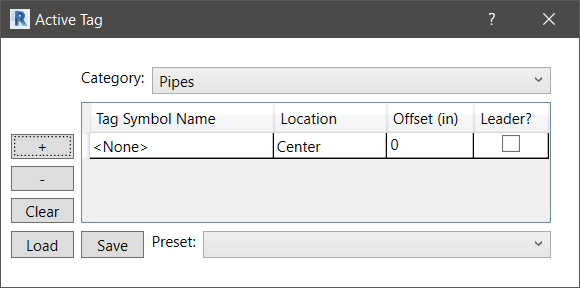 R Active Tag ?
Category: Pipes
Tag Symbol Name Location Offset (in) Leader?
<None> Center 0
+
-
Clear
Load Save Preset: